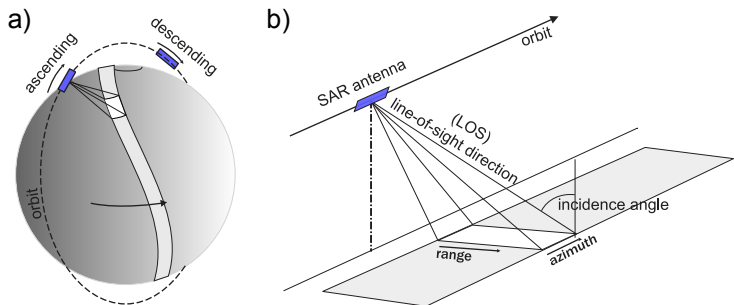 a)
ascending
descending
orbit
b)
orbit
SAR antenna
(LOS)
line-of-sight direction
incidence angle
range
azimuth